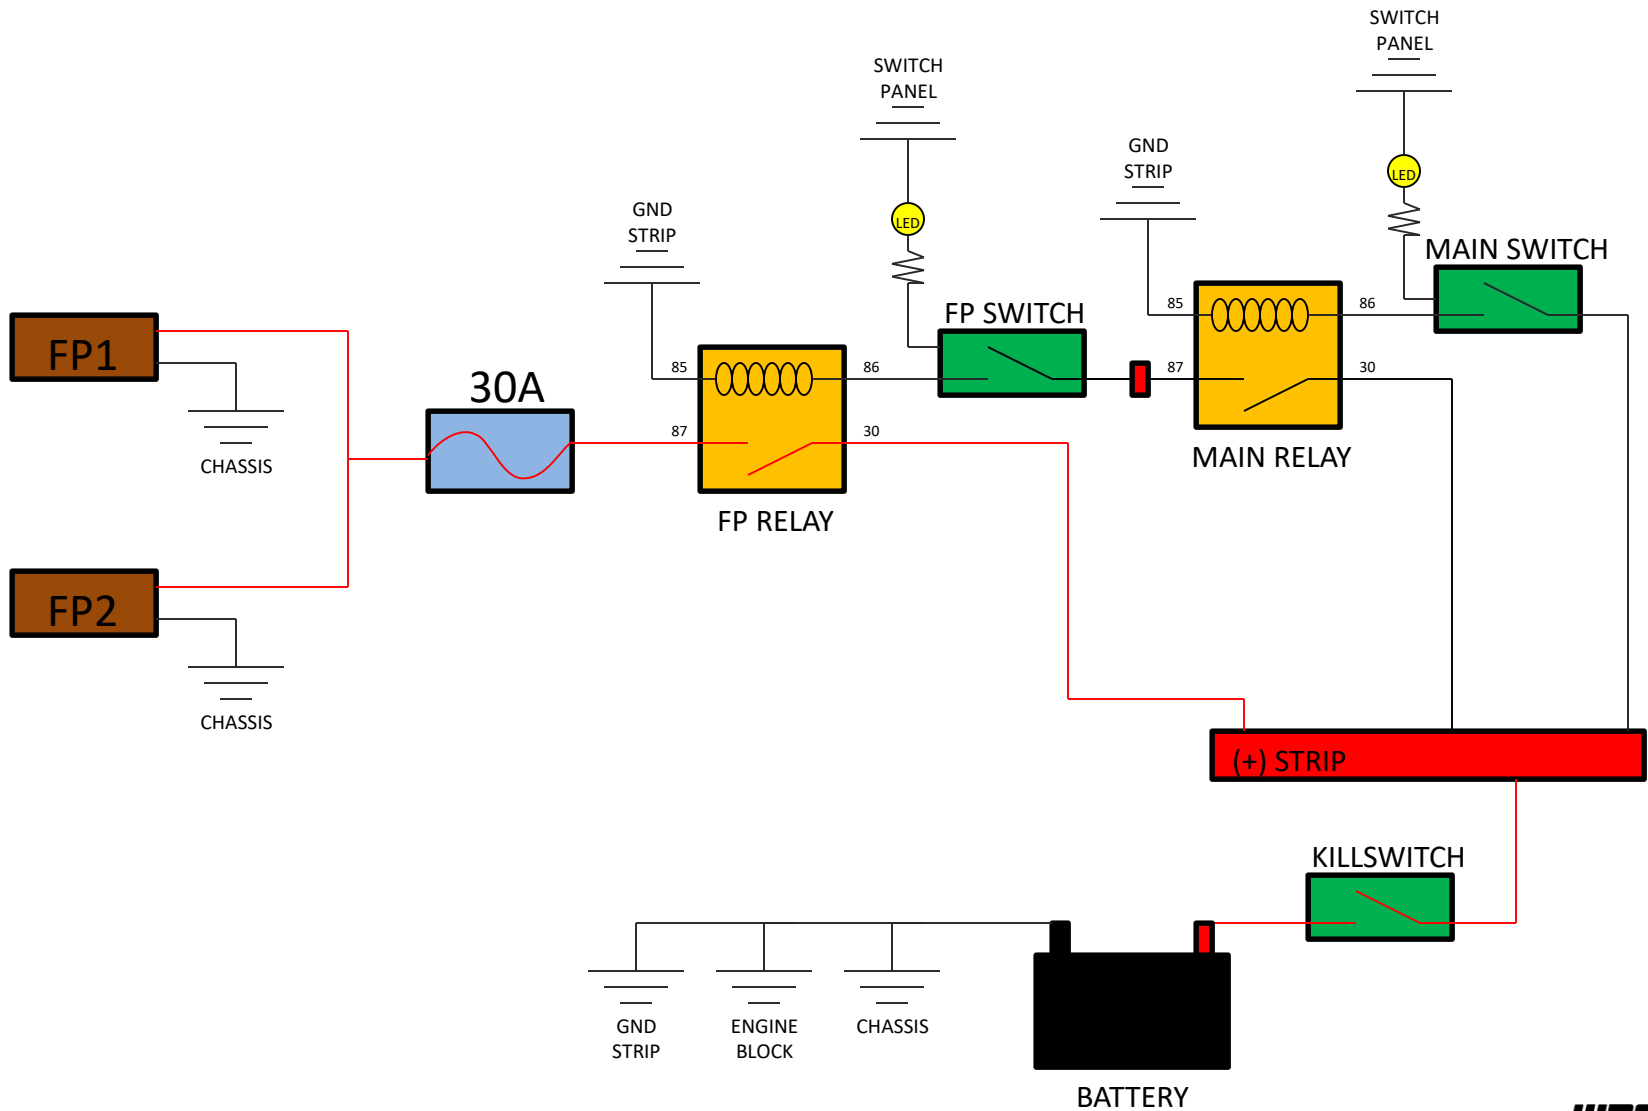 SWITCH
PANEL
SWITCH
PANEL
GND
STRIP
LED
GND
STRIP
LED
MAIN SWITCH
85
86
FP SWITCH
FP1
30A
85
86
87
30
CHASSIS
87
30
MAIN RELAY
FP RELAY
FP2
CHASSIS
(+) STRIP
KILLSWITCH
GND
STRIP
ENGINE
BLOCK
CHASSIS
BATTERY